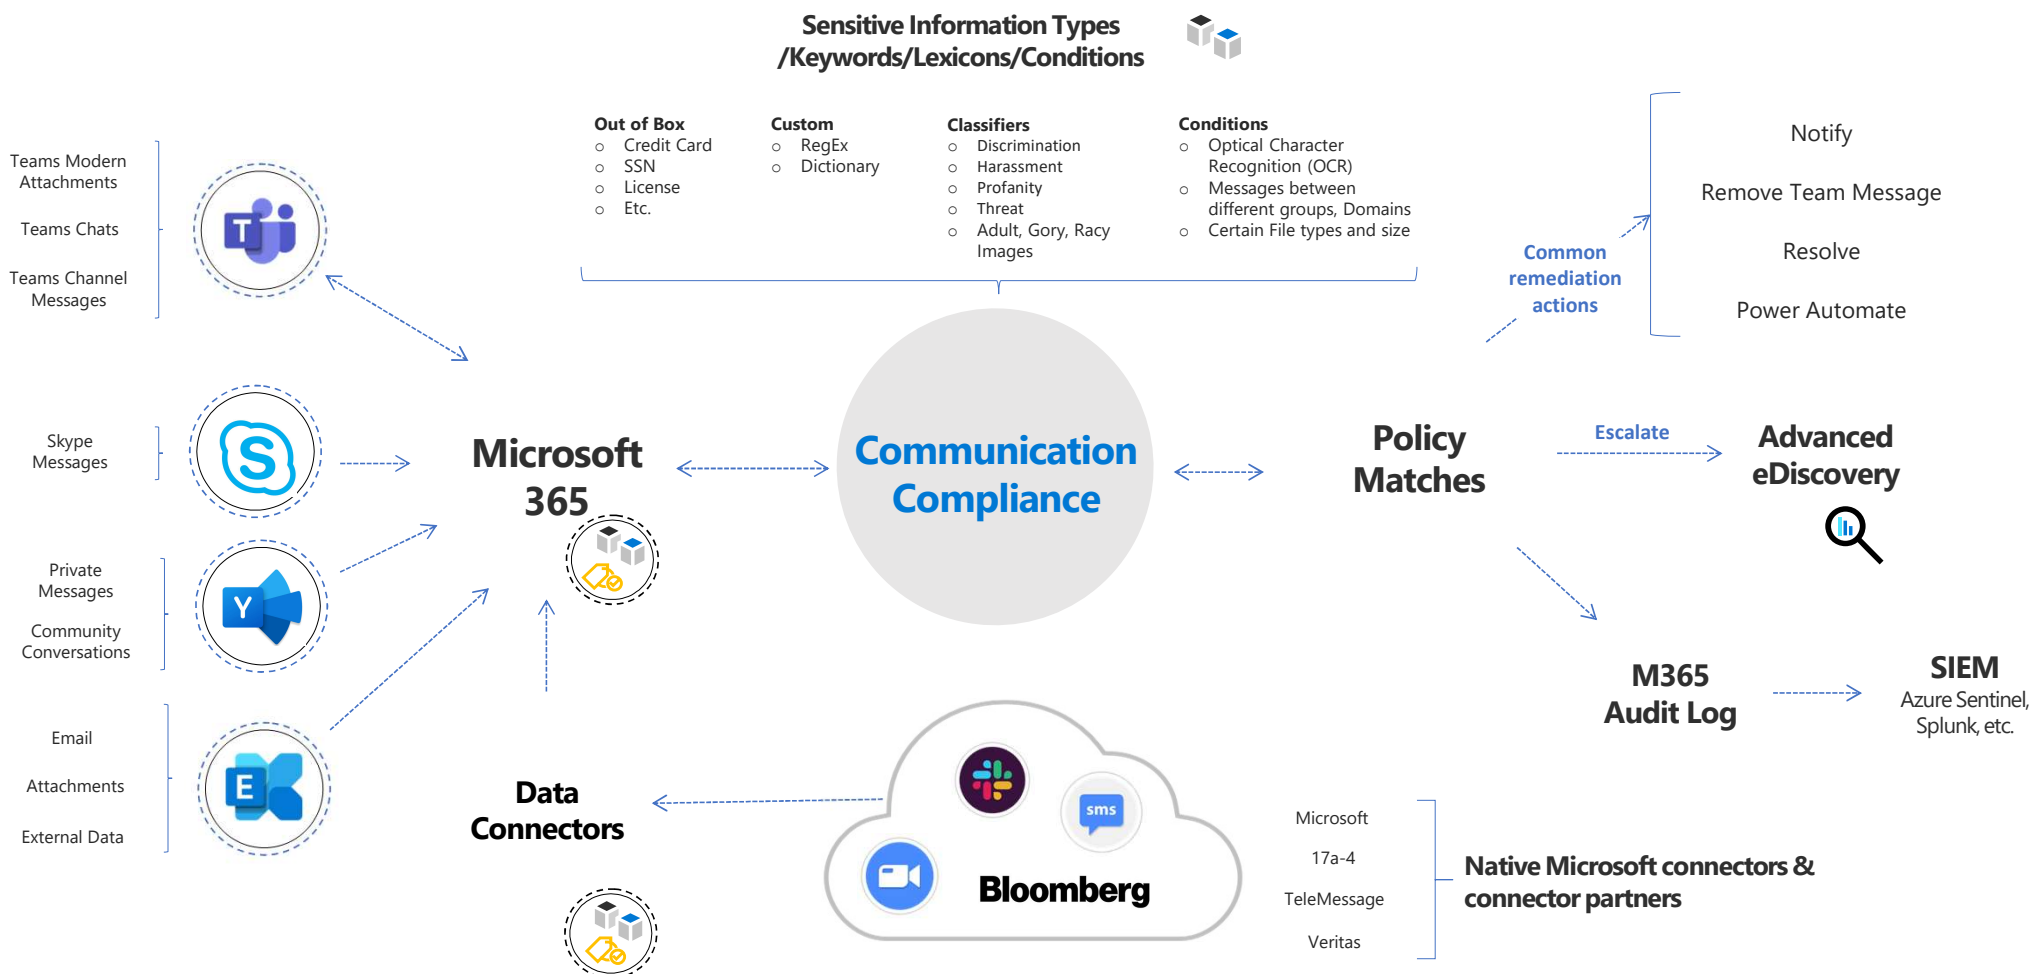 Sensitive Information Types
/Keywords/Lexicons/Conditions
Out of Box
Credit Card
SSN
License
Etc.
Custom
RegEx
Dictionary
Classifiers
Discrimination
Harassment
Profanity
Threat
Adult, Gory, Racy
Images
Conditions
Optical Character
Recognition (OCR)
Messages between
different groups, Domains
Certain File types and size
Teams Modern
Attachments
Teams Chats
Teams Channel
Messages
T
Common
remediation
actions
Notify
Remove Team Message
Resolve
Power Automate
Skype
Messages
S
Microsoft
365
Communication
Compliance
Policy
Matches
Escalate
Advanced
eDiscovery
Private
Messages
Community
Conversations
Y
Email
Attachments
External Data
E
Data
Connectors
sms
Bloomberg
M365
Audit Log
SIEM
Azure Sentinel,
Splunk, etc.
Microsoft
17a-4
TeleMessage
Veritas
Native Microsoft connectors &
connector partners